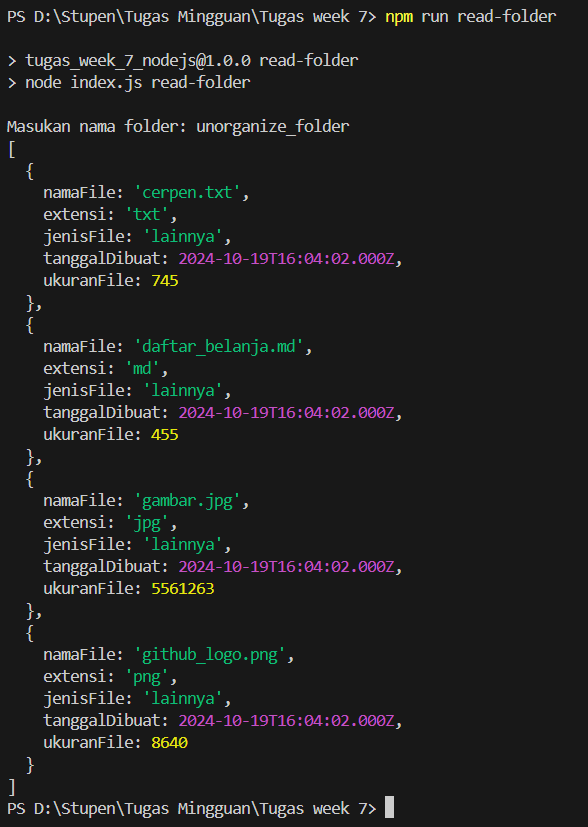 PS D:\Stupen\Tugas Mingguan\Tugas week 7> npm run read-folder
> tugas_week_7_nodejs@1.0.0 read-folder
> node index.js read-folder
Masukan nama folder: unorganize_folder
[
  {
    namaFile: 'cerpen.txt',
    extensi: 'txt',
    jenisFile: 'lainnya',
    tanggalDibuat: 2024-10-19T16:04:02.000Z,
    ukuranFile: 745
  },
  {
    namaFile: 'daftar_belanja.md',
    extensi: 'md',
    jenisFile: 'lainnya',
    tanggalDibuat: 2024-10-19T16:04:02.000Z,
    ukuranFile: 455
  },
  {
    namaFile: 'gambar.jpg',
    extensi: 'jpg',
    jenisFile: 'lainnya',
    tanggalDibuat: 2024-10-19T16:04:02.000Z,
    ukuranFile: 5561263
  },
  {
    namaFile: 'github_logo.png',
    extensi: 'png',
    jenisFile: 'lainnya',
    tanggalDibuat: 2024-10-19T16:04:02.000Z,
    ukuranFile: 8640
  }
]
PS D:\Stupen\Tugas Mingguan\Tugas week 7>